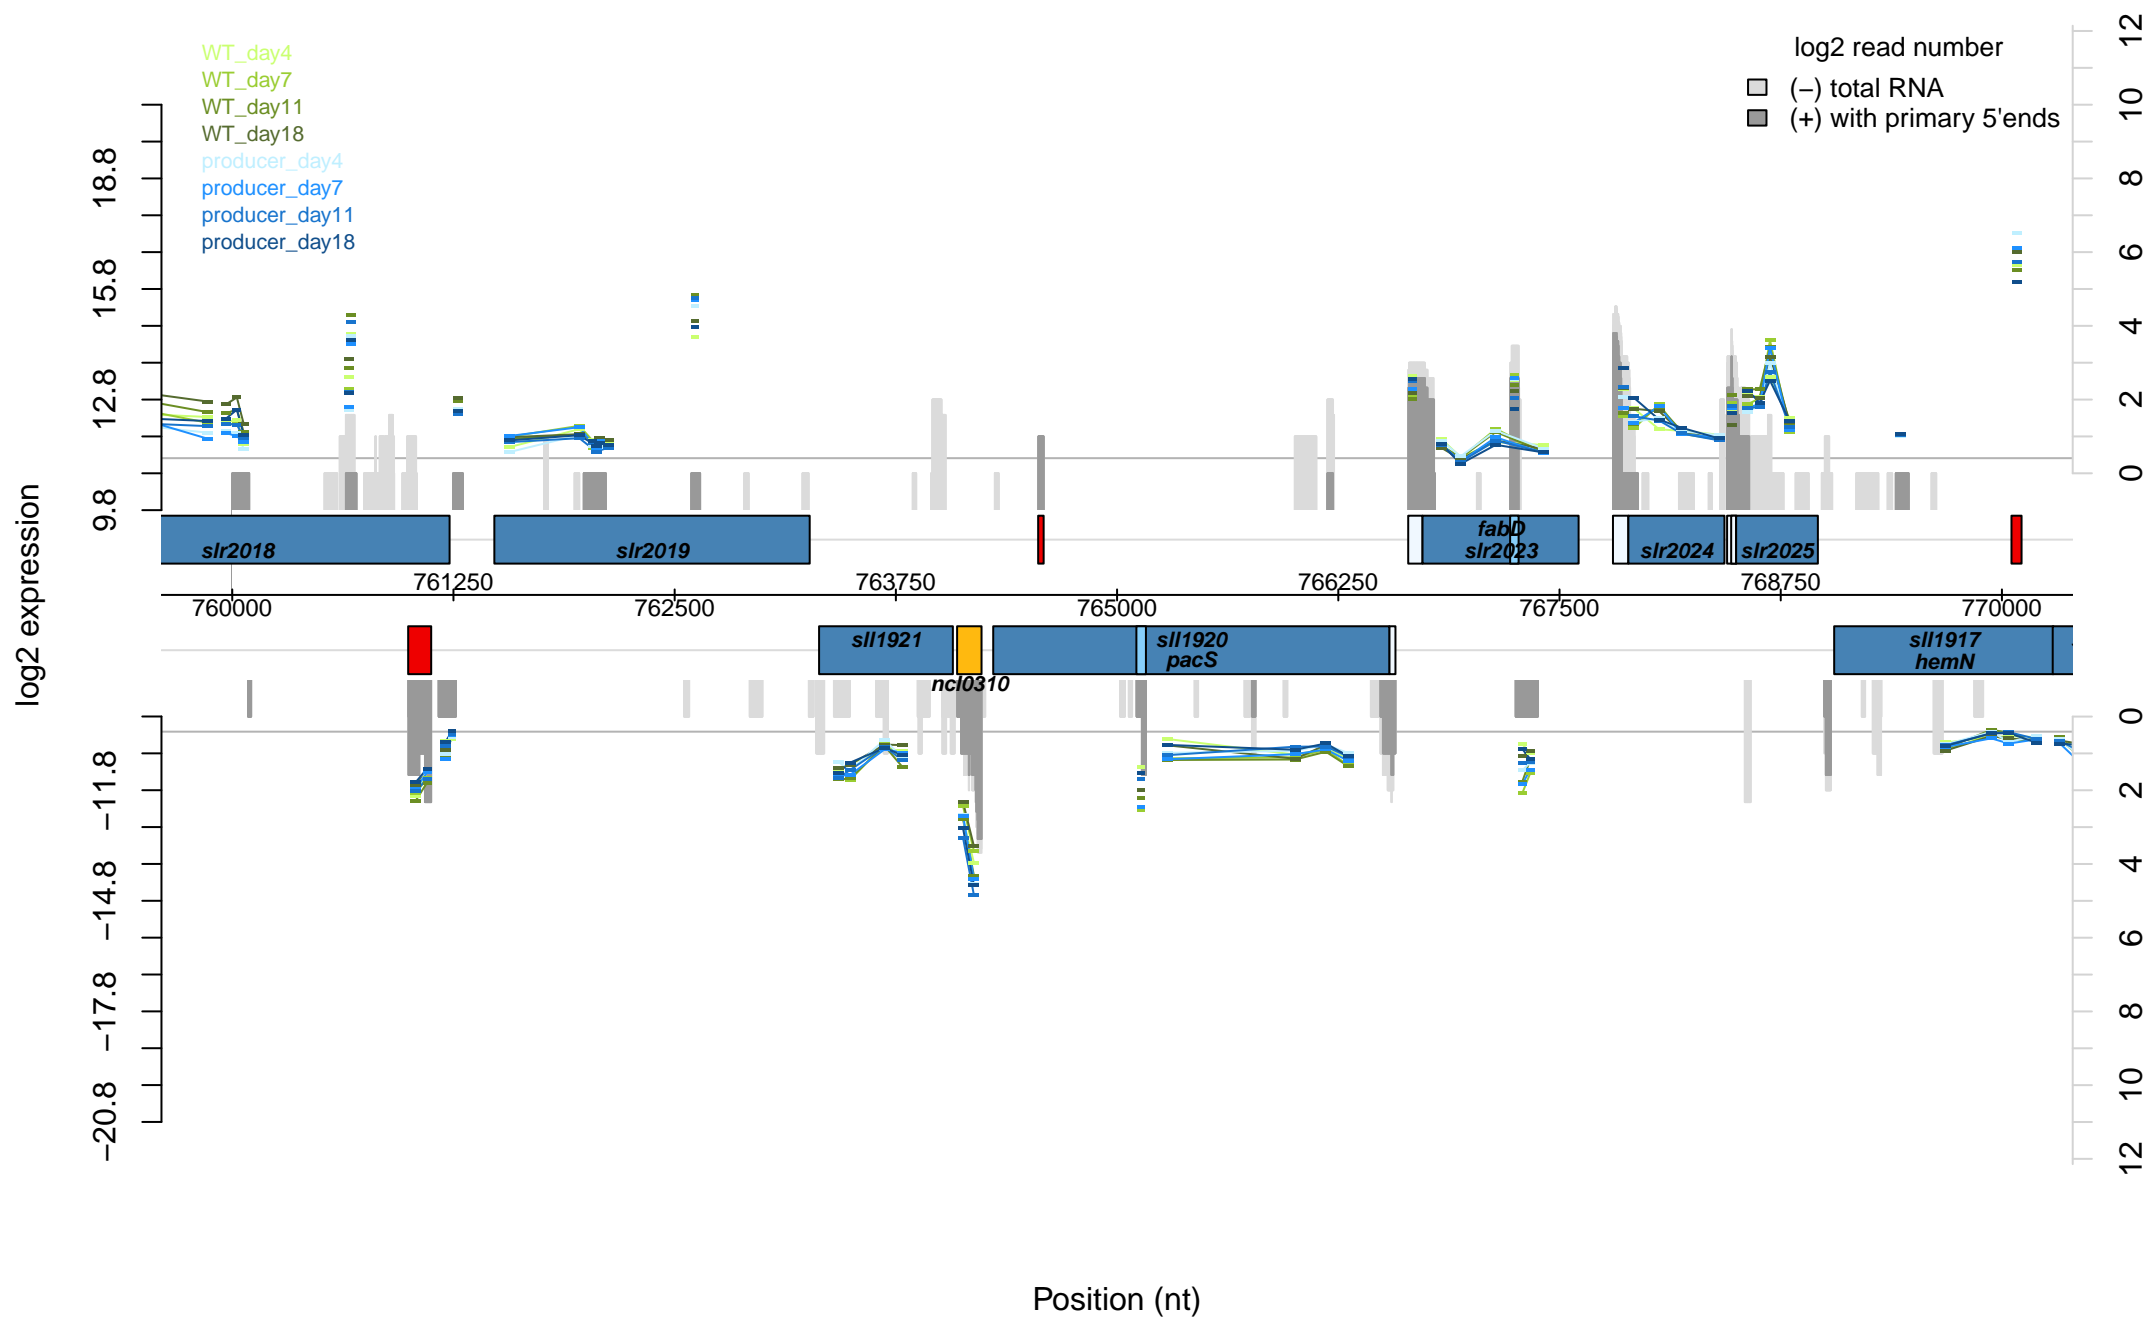 WT_day4
WT_day7
WT_day11
WT_day18
producer_day4
producer_day7
producer_day11
producer_day18
log2 read number
(−) total RNA
(+) with primary 5'ends
log2 expression
18.8
15.8
12.8
9.8
−11.8
−14.8
−17.8
−20.8
12
10
8
6
4
2
0
0
2
4
6
8
10
12
slr2018
slr2019
fabD
slr2023
slr2024
slr2025
761250
763750
766250
768750
760000
762500
765000
767500
770000
sll1921
ncl0310
sll1920
pacS
sll1917
hemN
Position (nt)